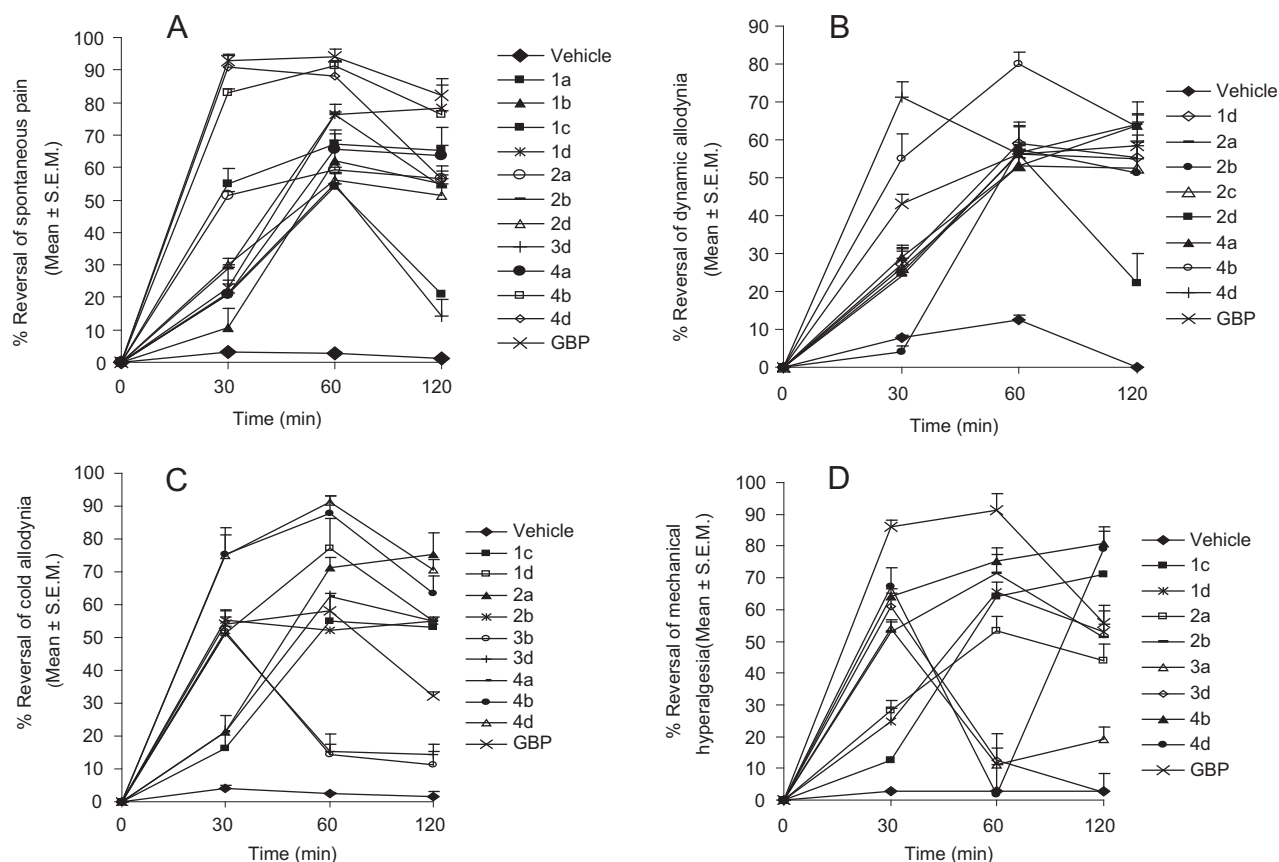 A
% Reversal of spontaneous pain
(Mean ± S.E.M.)
100
90
80
70
60
50
40
30
20
10
0
0 30 60 120
Time (min)
Vehicle
1a
1b
1c
1d
2a
2b
2d
3d
4a
4b
4d
GBP
B
% Reversal of dynamic allodynia
(Mean ± S.E.M.)
90
80
70
60
50
40
30
20
10
0
0 30 60 120
Time (min)
Vehicle
1d
2a
2b
2c
2d
4a
4b
4d
GBP
C
% Reversal of cold allodynia
(Mean ± S.E.M.)
100
90
80
70
60
50
40
30
20
10
0
0 30 60 120
Time (min)
Vehicle
1c
1d
2a
2b
3b
3d
4a
4b
4d
GBP
D
% Reversal of mechanical
hyperalgesia(Mean ± S.E.M.)
100
90
80
70
60
50
40
30
20
10
0
0 30 60 120
Time (min)
Vehicle
1c
1d
2a
2b
3a
3d
4b
4d
GBP